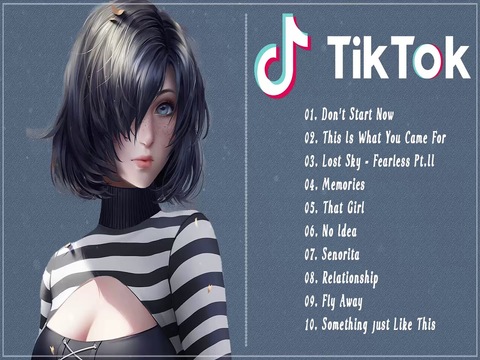 TikTok
01. Don't Start Now
02. This Is What You Came For
03. Lost Sky - Fearless Pt.ll
04. Memories
05. That Girl
06. No Idea
07. Senorita
08. Relationship
09. Fly Away
10. Something just Like This